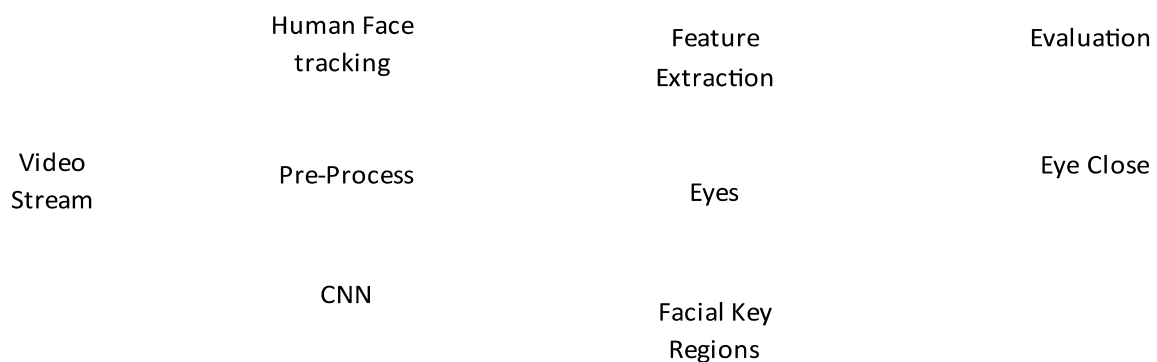 Human Face
tracking
Feature
Extraction
Evaluation
Video
Stream
Pre-Process
Eyes
Eye Close
CNN
Facial Key
Regions